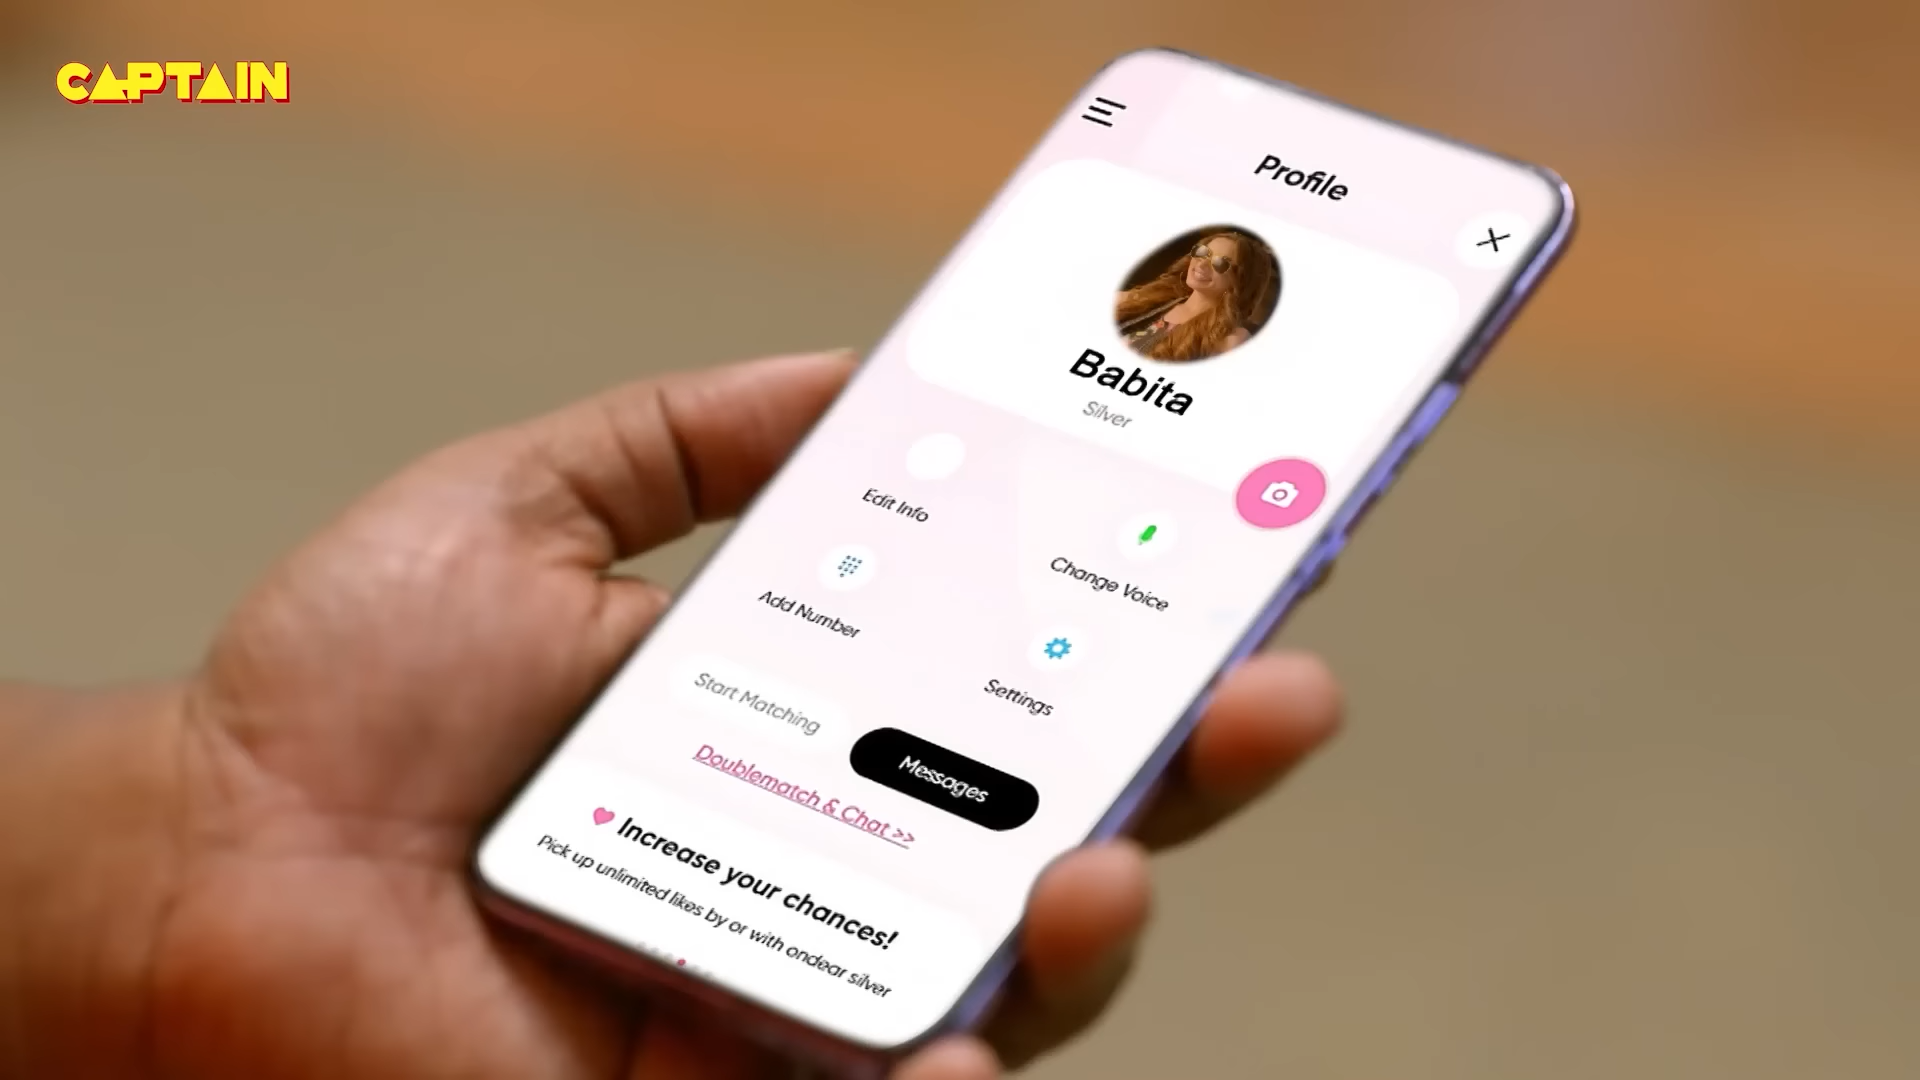 CAPTAIN
Profile
Babita
Silver
Edit Info
Change Voice
Add Number
Settings
Start Matching
Messages
Doublematch & Chat >>
Increase your chances!
Pick up unlimited likes by or with ondear silver